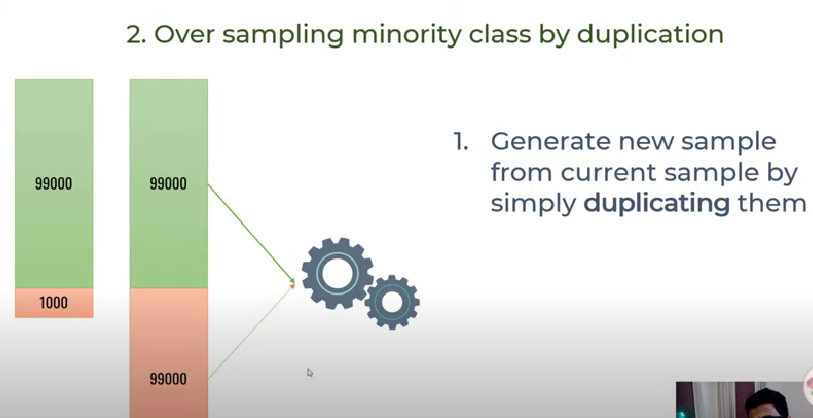 2. Over sampling minority class by duplication
99000
99000
1000
99000
1. Generate new sample
from current sample by
simply duplicating them